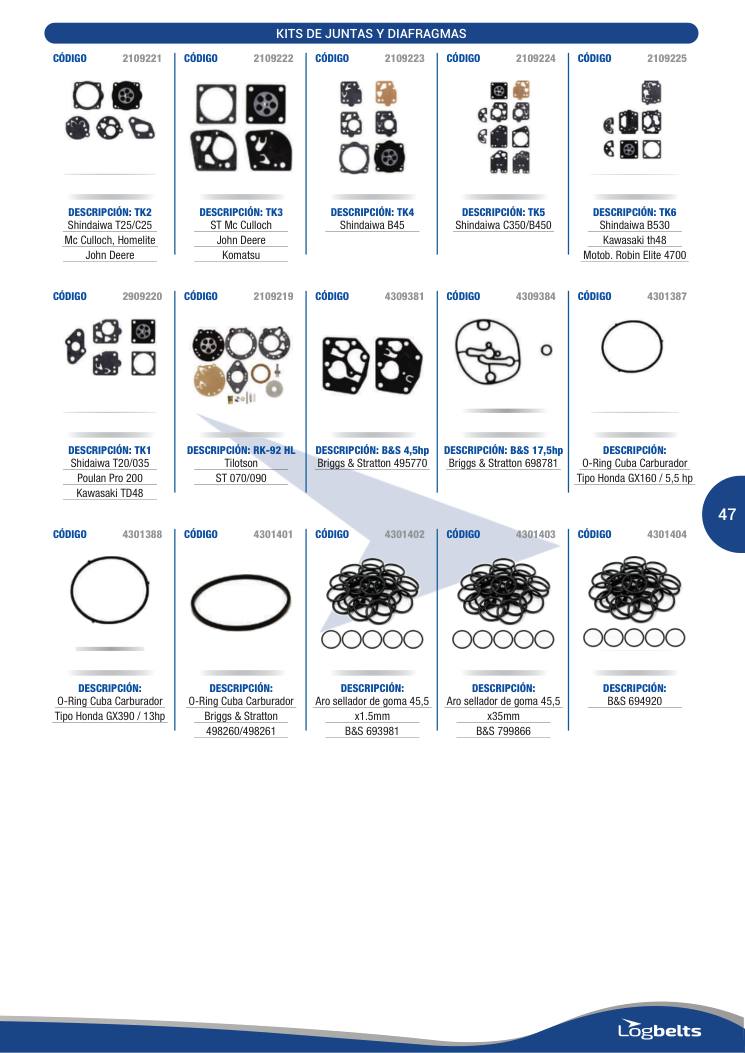 KITS DE JUNTAS Y DIAFRAGMAS
CÓDIGO 2109221
DESCRIPCIÓN: TK2
Shindaiwa T25/C25
Mc Culloch, Homelite
John Deere
CÓDIGO 2109222
DESCRIPCIÓN: TK3
ST Mc Culloch
John Deere
Komatsu
CÓDIGO 2109223
DESCRIPCIÓN: TK4
Shindaiwa B45
CÓDIGO 2109224
DESCRIPCIÓN: TK5
Shindaiwa C350/B450
CÓDIGO 2109225
DESCRIPCIÓN: TK6
Shindaiwa B530
Kawasaki th48
Motob. Robin Elite 4700
CÓDIGO 2909220
DESCRIPCIÓN: TK1
Shidaiwa T20/035
Poulan Pro 200
Kawasaki TD48
CÓDIGO 2109219
DESCRIPCIÓN: RK-92 HL
Tilotson
ST 070/090
CÓDIGO 4309381
DESCRIPCIÓN: B&S 4,5hp
Briggs & Stratton 495770
CÓDIGO 4309384
DESCRIPCIÓN: B&S 17,5hp
Briggs & Stratton 698781
CÓDIGO 4301387
DESCRIPCIÓN:
O-Ring Cuba Carburador
Tipo Honda GX160 / 5,5 hp
47
CÓDIGO 4301388
DESCRIPCIÓN:
O-Ring Cuba Carburador
Tipo Honda GX390 / 13hp
CÓDIGO 4301401
DESCRIPCIÓN:
O-Ring Cuba Carburador
Briggs & Stratton
498260/498261
CÓDIGO 4301402
DESCRIPCIÓN:
Aro sellador de goma 45,5
x1.5mm
B&S 693981
CÓDIGO 4301403
DESCRIPCIÓN:
Aro sellador de goma 45,5
x35mm
B&S 799866
CÓDIGO 4301404
DESCRIPCIÓN:
B&S 694920
Logbelts